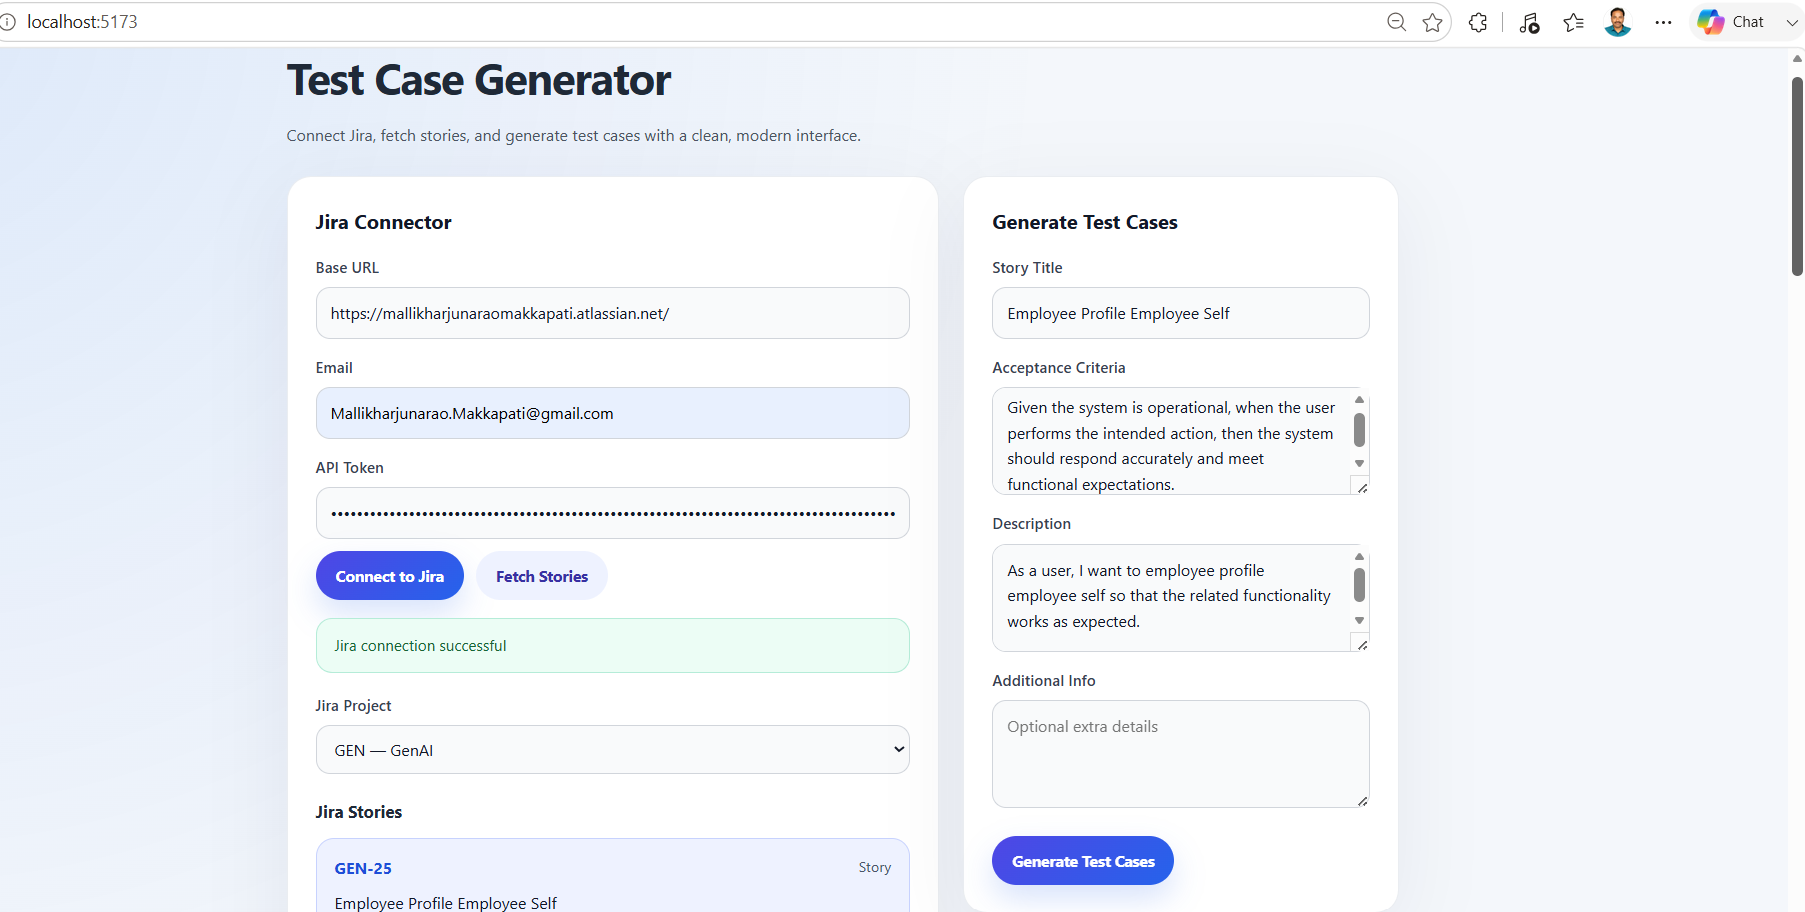 localhost:5173
Chat
Test Case Generator
Connect Jira, fetch stories, and generate test cases with a clean, modern interface.
Jira Connector
Base URL
https://mallikharjunaraomakkapati.atlassian.net/
Email
Mallikharjunarao.Makkapati@gmail.com
API Token
Connect to Jira
Fetch Stories
Jira connection successful
Jira Project
GEN — GenAI
Jira Stories
GEN-25
Story
Employee Profile Employee Self
Generate Test Cases
Story Title
Employee Profile Employee Self
Acceptance Criteria
Given the system is operational, when the user
performs the intended action, then the system
should respond accurately and meet
functional expectations.
Description
As a user, I want to employee profile
employee self so that the related functionality
works as expected.
Additional Info
Optional extra details
Generate Test Cases